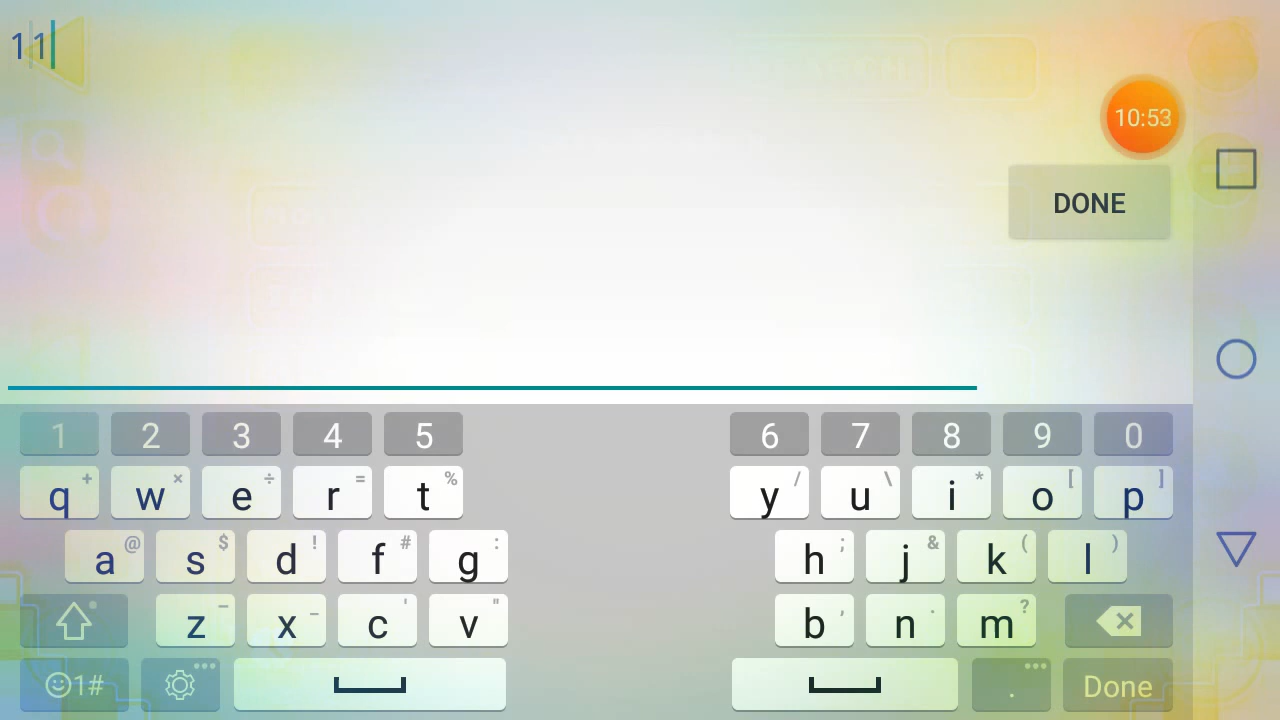 11
10:53
DONE
1 2 3 4 5 6 7 8 9 0
q + w × e ÷ r = t % y / u \ i * o [ p ]
a @ s $ d ! f # g : h ; j & k ( l )
z – x _ c ' v " b , n . m ?
1# . Done